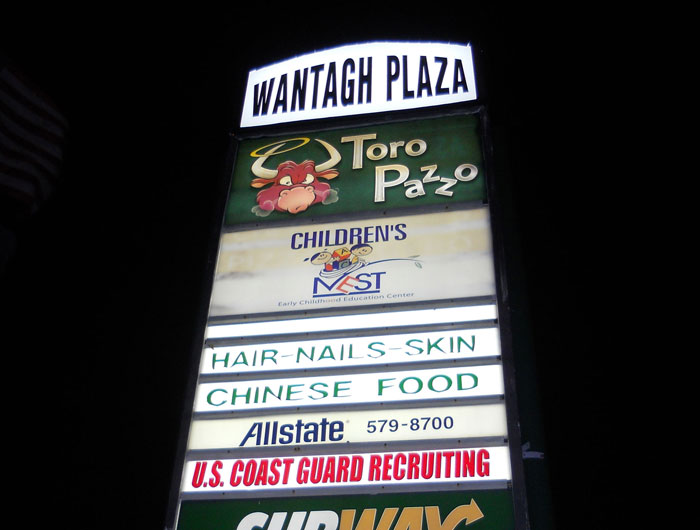 WANTAGH PLAZA
Toro
Pazzo
CHILDREN'S
NEST
Early Childhood Education Center
HAIR-NAILS-SKIN
CHINESE FOOD
Allstate 579-8700
U.S. COAST GUARD RECRUITING
SUBWAY